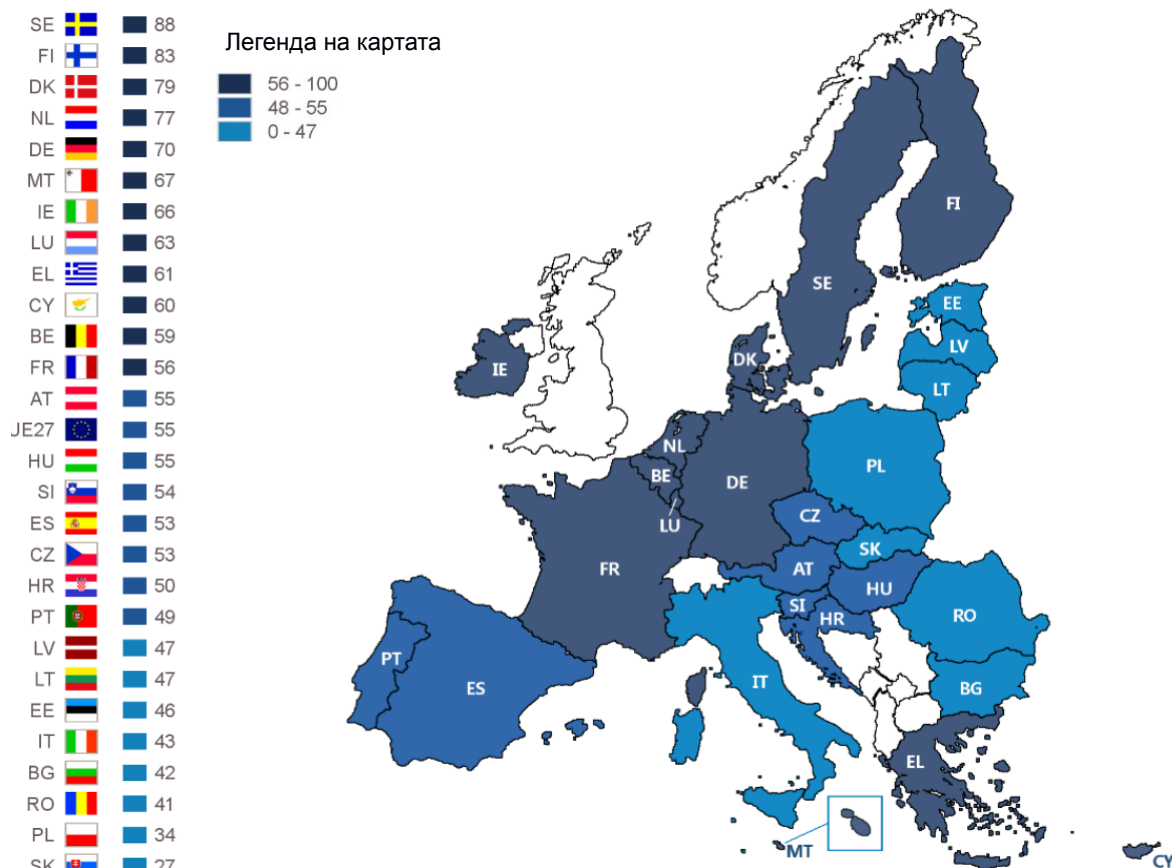 SE 88
FI 83
DK 79
NL 77
DE 70
MT 67
IE 66
LU 63
EL 61
CY 60
BE 59
FR 56
AT 55
JE27 55
HU 55
SI 54
ES 53
CZ 53
HR 50
PT 49
LV 47
LT 47
EE 46
IT 43
BG 42
RO 41
PL 34
SK 27
Легенда на картата
56 - 100
48 - 55
0 - 47
FI
SE
EE
LV
DK
IE
LT
NL
PL
BE
DE
CZ
LU
SK
FR
AT
HU
SI
HR
RO
PT
IT
ES
BG
EL
MT
CY